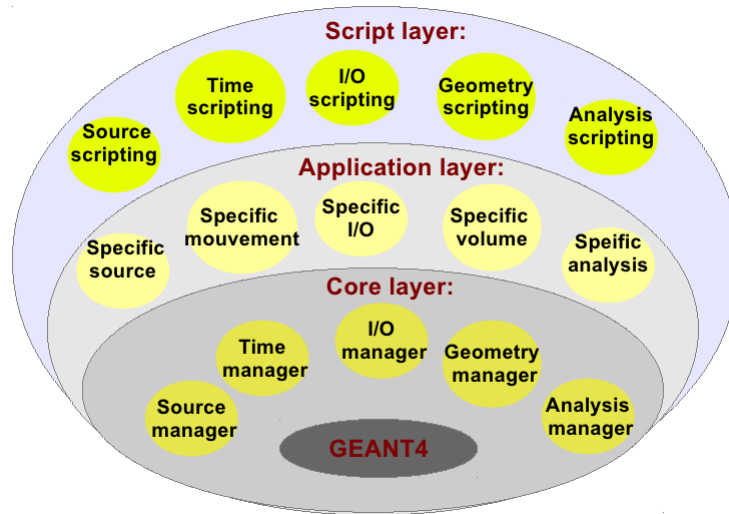 Script layer:
Time
scripting
I/O
scripting
Geometry
scripting
Source
scripting
Analysis
scripting
Application layer:
Specific
mouvement
Specific
I/O
Specific
volume
Specific
source
Speific
analysis
Core layer:
Time
manager
I/O
manager
Geometry
manager
Source
manager
Analysis
manager
GEANT4